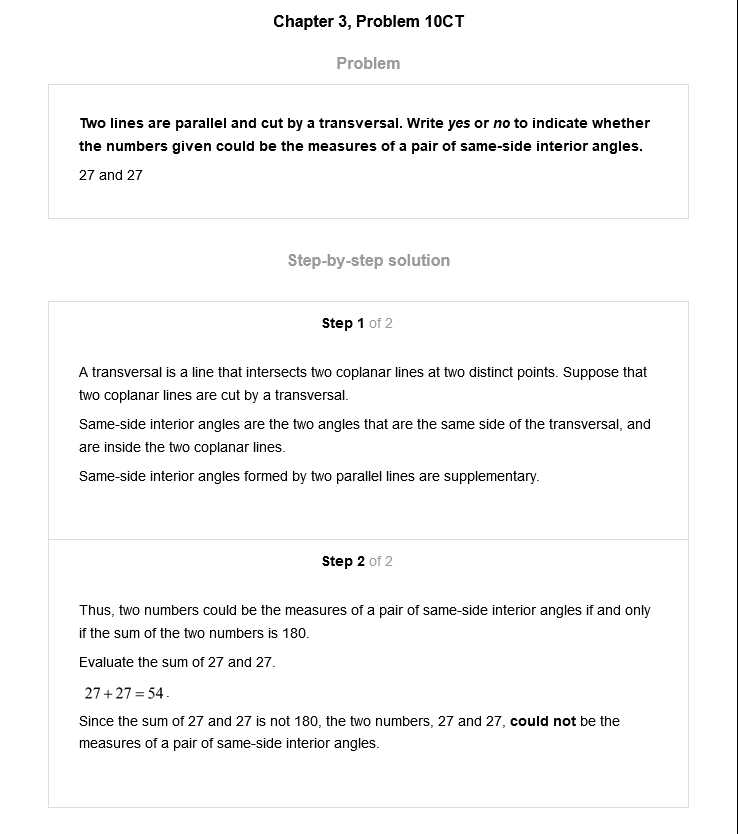 Chapter 3, Problem 10CT
Problem
Two lines are parallel and cut by a transversal. Write yes or no to indicate whether
the numbers given could be the measures of a pair of same-side interior angles.
27 and 27
Step-by-step solution
Step 1 of 2
A transversal is a line that intersects two coplanar lines at two distinct points. Suppose that
two coplanar lines are cut by a transversal.
Same-side interior angles are the two angles that are the same side of the transversal, and
are inside the two coplanar lines.
Same-side interior angles formed by two parallel lines are supplementary.
Step 2 of 2
Thus, two numbers could be the measures of a pair of same-side interior angles if and only
if the sum of the two numbers is 180.
Evaluate the sum of 27 and 27.
27 + 27 = 54 .
Since the sum of 27 and 27 is not 180, the two numbers, 27 and 27, could not be the
measures of a pair of same-side interior angles.